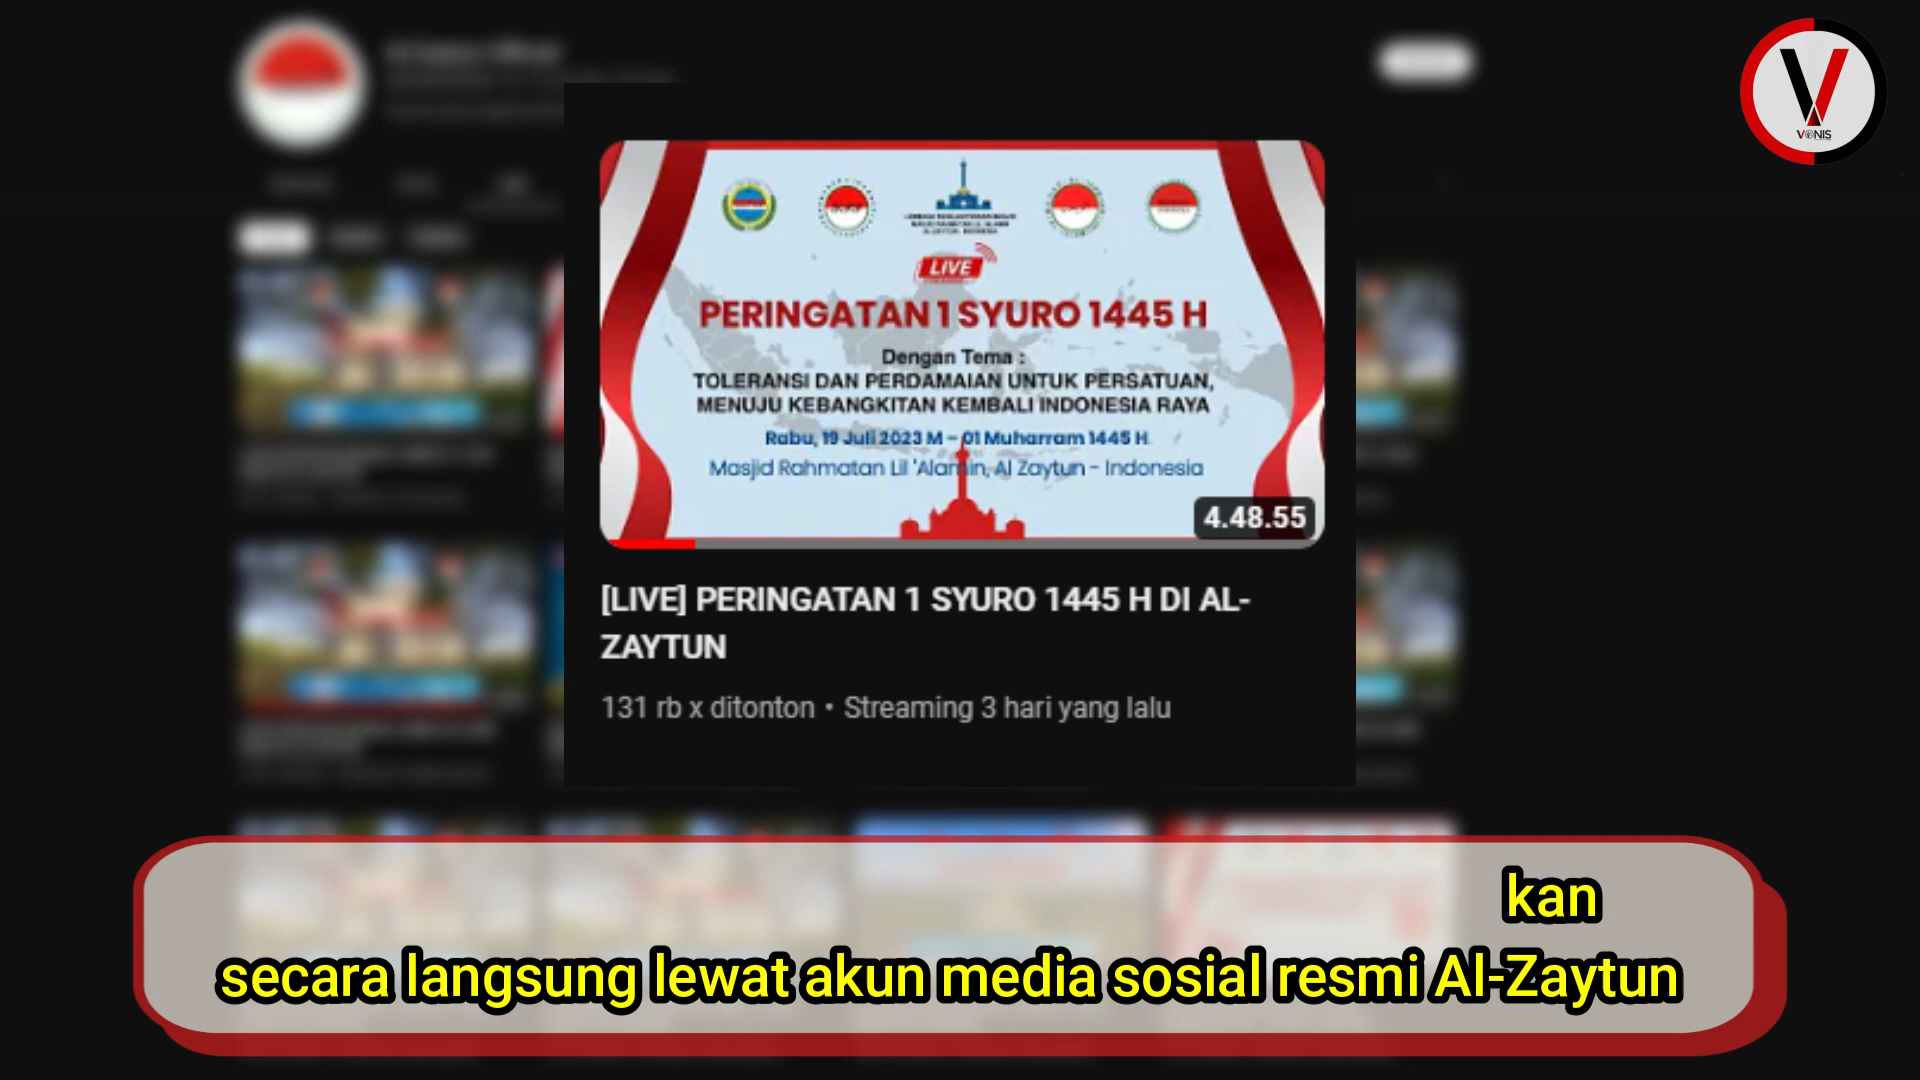 VONIS
LIVE
PERINGATAN 1 SYURO 1445 H
Dengan Tema :
TOLERANSI DAN PERDAMAIAN UNTUK PERSATUAN,
MENUJU KEBANGKITAN KEMBALI INDONESIA RAYA
Rabu, 19 Juli 2023 M - 01 Muharram 1445 H
Masjid Rahmatan Lil 'Alamin, Al Zaytun - Indonesia
4.48.55
[LIVE] PERINGATAN 1 SYURO 1445 H DI AL-
ZAYTUN
131 rb x ditonton • Streaming 3 hari yang lalu
kan
secara langsung lewat akun media sosial resmi Al-Zaytun